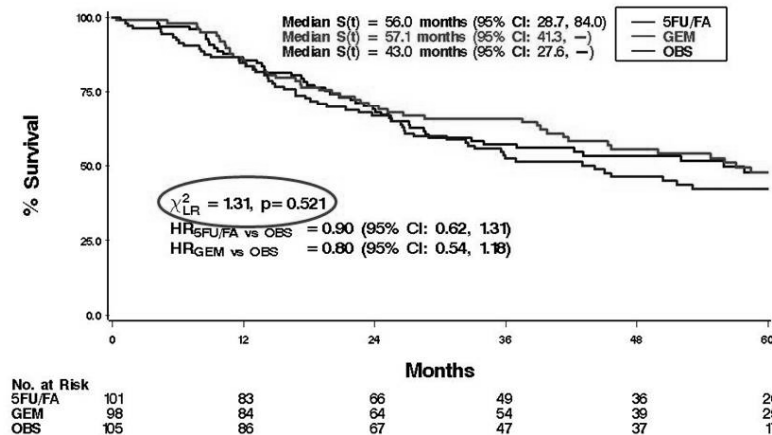 100.0
75.0
50.0
25.0
0.0
% Survival
Median S(t) = 56.0 months (95% CI: 28.7, 84.0)
Median S(t) = 57.1 months (95% CI: 41.3, —)
Median S(t) = 43.0 months (95% CI: 27.6, —)
5FU/FA
GEM
OBS
χ²LR = 1.31, p= 0.521
HR5FU/FA vs OBS = 0.90 (95% CI: 0.62, 1.31)
HRGEM vs OBS = 0.80 (95% CI: 0.54, 1.18)
0 12 24 36 48 60
Months
No. at Risk
5FU/FA 101 83 66 49 36
GEM 98 84 64 54 39
OBS 105 86 67 47 37